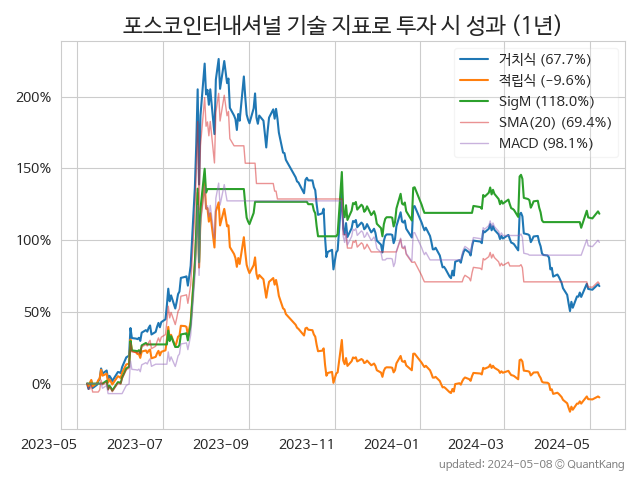 포스코인터내셔널 기술 지표로 투자 시 성과 (1년)
거치식 (67.7%)
적립식 (−9.6%)
SigM (118.0%)
SMA(20) (69.4%)
MACD (98.1%)
200%
150%
100%
50%
0%
2023-05 2023-07 2023-09 2023-11 2024-01 2024-03 2024-05
updated: 2024-05-08 © QuantKang